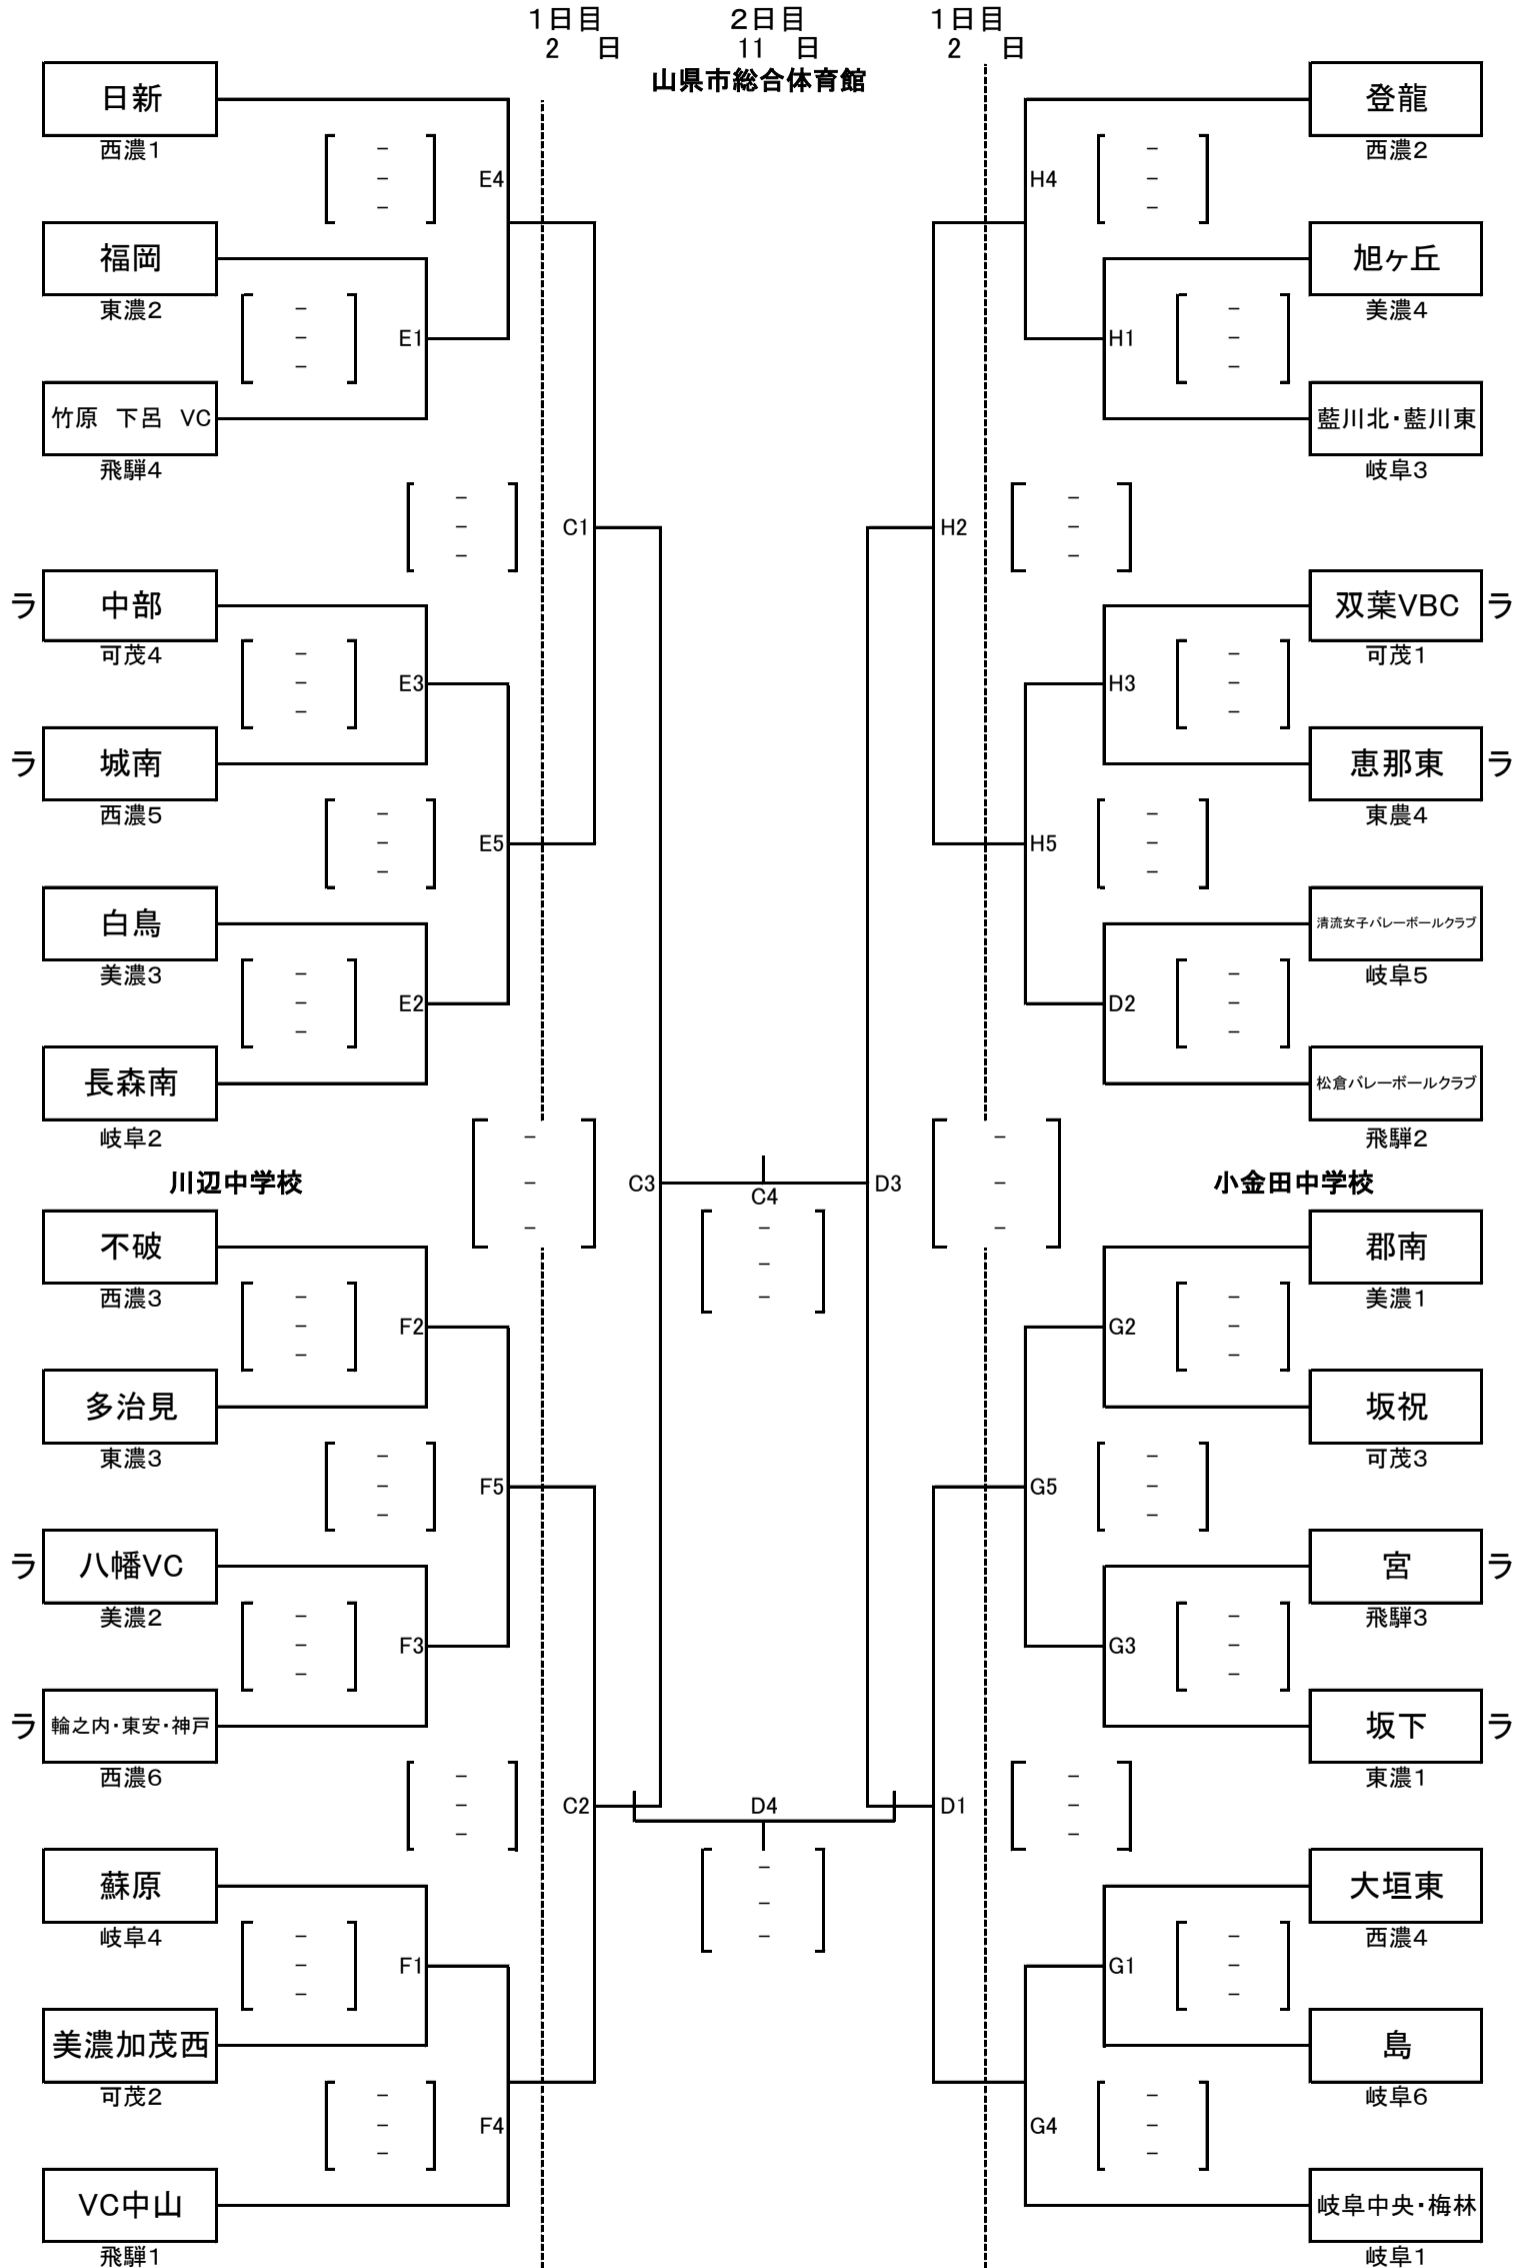 1日目 2日目 1日目
2 日 11 日 2 日
山県市総合体育館
日新
西濃1
E4
福岡
東濃2
E1
竹原 下呂 VC
飛騨4
C1
ラ 中部
可茂4
E3
ラ 城南
西濃5
E5
白鳥
美濃3
E2
長森南
岐阜2
川辺中学校
C3
不破
西濃3
F2
多治見
東濃3
F5
ラ 八幡VC
美濃2
F3
ラ 輪之内・東安・神戸
西濃6
C2
蘇原
岐阜4
F1
美濃加茂西
可茂2
F4
VC中山
飛騨1
C4
D4
登龍
西濃2
H4
旭ヶ丘
美濃4
H1
藍川北・藍川東
岐阜3
H2
双葉VBC ラ
可茂1
H3
恵那東 ラ
東農4
H5
清流女子バレーボールクラブ
岐阜5
D2
松倉バレーボールクラブ
飛騨2
小金田中学校
D3
郡南
美濃1
G2
坂祝
可茂3
G5
宮 ラ
飛騨3
G3
坂下 ラ
東濃1
D1
大垣東
西濃4
G1
島
岐阜6
G4
岐阜中央・梅林
岐阜1